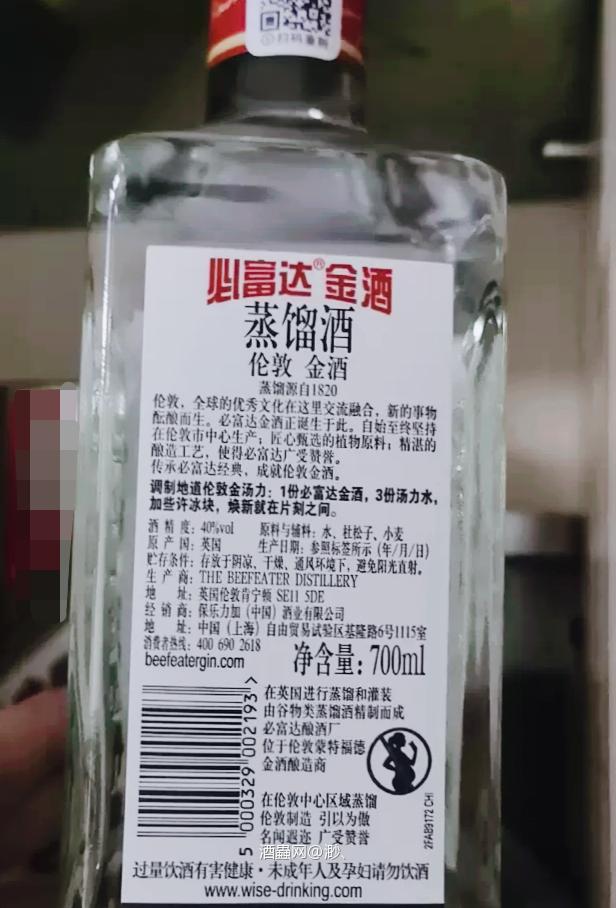 扫码鉴别
必富达®金酒
蒸馏酒
伦敦 金酒
蒸馏源自1820
伦敦，全球的优秀文化在这里交流融合，新的事物
酝酿而生。必富达金酒正诞生于此。自始至终坚持
在伦敦市中心生产；匠心甄选的植物原料；精湛的
酿造工艺，使得必富达广受赞誉。
传承必富达经典，成就伦敦金酒。
调制地道伦敦金汤力：1份必富达金酒，3份汤力水，
加些许冰块，焕新就在片刻之间。
酒 精 度：40%vol 原料与辅料：水、杜松子、小麦
原 产 国：英国 生产日期：参照标签所示（年/月/日）
贮存条件：存放于阴凉、干燥、通风环境下，避免阳光直射。
生 产 商：THE BEEFEATER DISTILLERY
地 址：英国伦敦肯宁顿 SE11 5DE
经 销 商：保乐力加（中国）酒业有限公司
地 址：中国（上海）自由贸易试验区基隆路6号1115室
消费者热线：400 690 2618
beefeatergin.com 净含量：700ml
5 000329 002193 >
在英国进行蒸馏和灌装
由谷物类蒸馏酒精制而成
必富达酿酒厂
位于伦敦蒙特福德
金酒酿造商
在伦敦中心区域蒸馏
伦敦制造 引以为傲
名闻遐迩 广受赞誉
2FAB9172 CHI
酒蟲网@渺、
过量饮酒有害健康·未成年人及孕妇请勿饮酒
www.wise-drinking.com